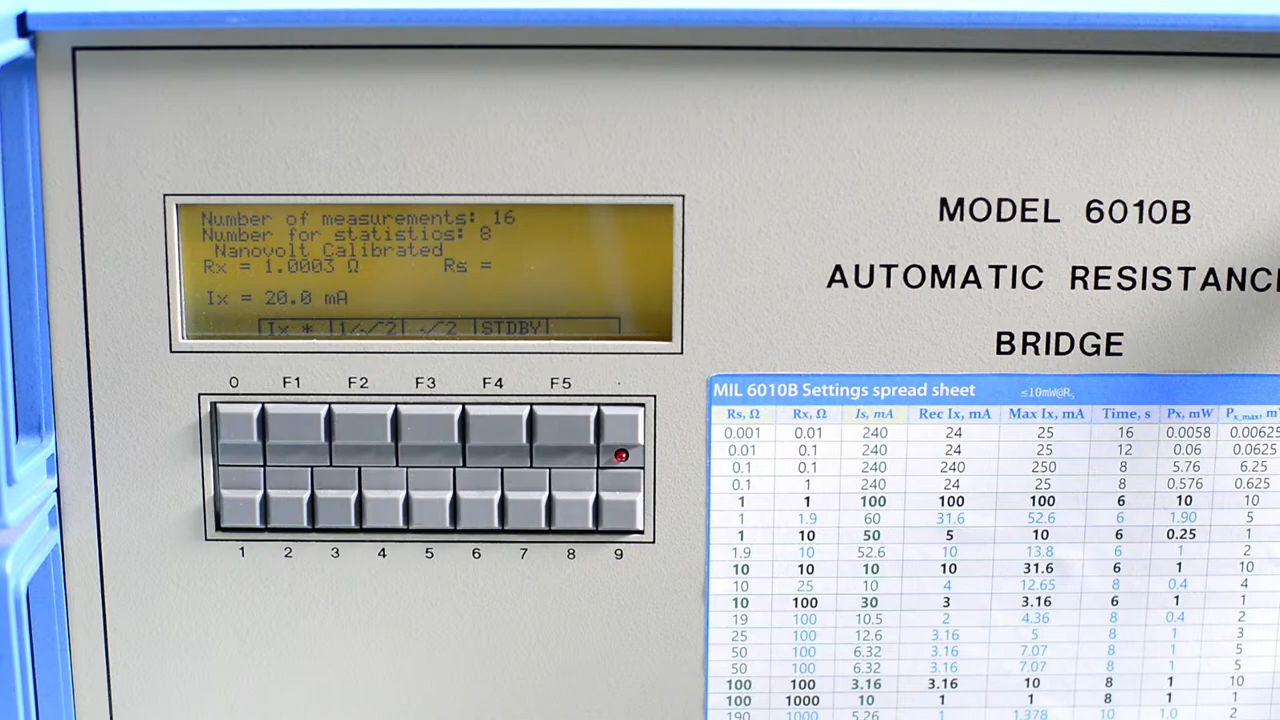 Number of measurements: 16
Number for statistics: 8
Nanovolt Calibrated
Rx = 1.0003 Ω Rs =
Ix = 20.0 mA
Ix * 1/√2 √2 STDBY
0 F1 F2 F3 F4 F5 .
1 2 3 4 5 6 7 8 9
MODEL 6010B
AUTOMATIC RESISTANCE
BRIDGE
MIL 6010B Settings spread sheet ≤10mW@Rs
Rs, Ω Rx, Ω Is, mA Rec Ix, mA Max Ix, mA Time, s Px, mW Px_max, m
0.001 0.01 240 24 25 16 0.0058 0.00625
0.01 0.1 240 24 25 12 0.06 0.0625
0.1 0.1 240 240 250 8 5.76 6.25
0.1 1 240 24 25 8 0.576 0.625
1 1 100 100 100 6 10 10
1 1.9 60 31.6 52.6 6 1.90 5
1 10 50 5 10 6 0.25 1
1.9 10 52.6 10 13.8 6 1 2
10 10 10 10 31.6 6 1 10
10 25 10 4 12.65 8 0.4 4
10 100 30 3 3.16 6 1 1
19 100 10.5 2 4.36 8 0.4 2
25 100 12.6 3.16 5 8 1 3
50 100 6.32 3.16 7.07 8 1 5
50 100 6.32 3.16 7.07 8 1 5
100 100 3.16 3.16 10 8 1 10
100 1000 10 1 1 8 1 1
190 1000 5.26 1 1.378 10 1.0 2